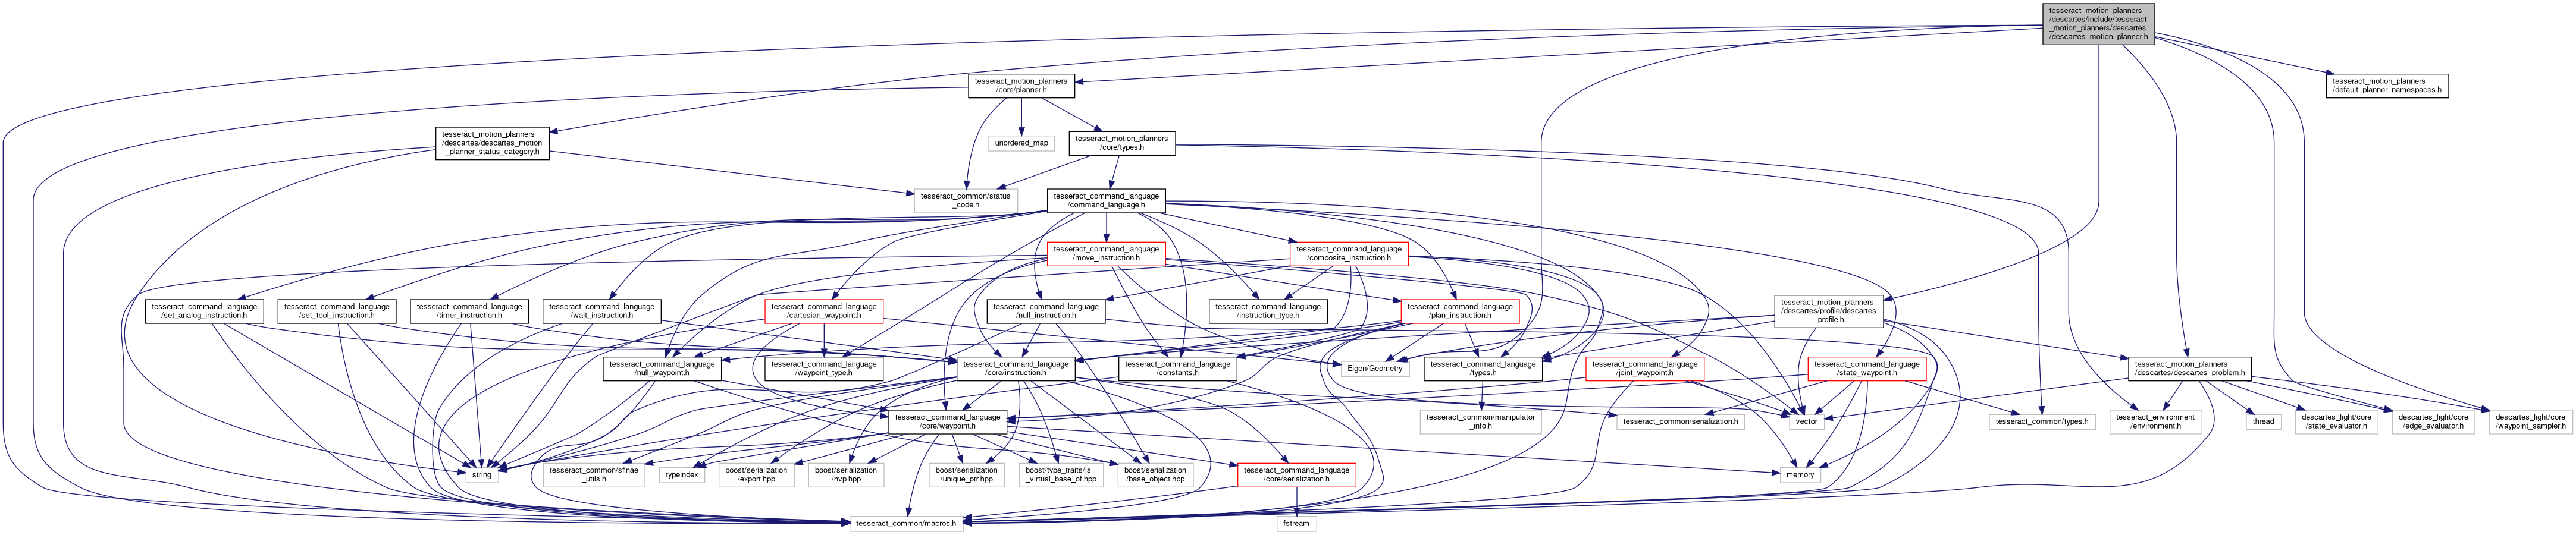 tesseract_motion_planners
/descartes/include/tesseract
_motion_planners/descartes
/descartes_motion_planner.h
tesseract_motion_planners
/core/planner.h
tesseract_motion_planners
/default_planner_namespaces.h
tesseract_motion_planners
/descartes/descartes_motion
_planner_status_category.h
unordered_map
tesseract_motion_planners
/core/types.h
tesseract_common/status
_code.h
tesseract_command_language
/command_language.h
tesseract_command_language
/move_instruction.h
tesseract_command_language
/composite_instruction.h
tesseract_command_language
/set_analog_instruction.h
tesseract_command_language
/set_tool_instruction.h
tesseract_command_language
/timer_instruction.h
tesseract_command_language
/wait_instruction.h
tesseract_command_language
/cartesian_waypoint.h
tesseract_command_language
/null_instruction.h
tesseract_command_language
/instruction_type.h
tesseract_command_language
/plan_instruction.h
tesseract_motion_planners
/descartes/profile/descartes
_profile.h
tesseract_command_language
/null_waypoint.h
tesseract_command_language
/waypoint_type.h
tesseract_command_language
/core/instruction.h
tesseract_command_language
/constants.h
Eigen/Geometry
tesseract_command_language
/types.h
tesseract_command_language
/joint_waypoint.h
tesseract_command_language
/state_waypoint.h
tesseract_motion_planners
/descartes/descartes_problem.h
tesseract_command_language
/core/waypoint.h
tesseract_common/manipulator
_info.h
tesseract_common/serialization.h
vector
tesseract_common/types.h
tesseract_environment
/environment.h
thread
descartes_light/core
/state_evaluator.h
descartes_light/core
/edge_evaluator.h
descartes_light/core
/waypoint_sampler.h
string
tesseract_common/sfinae
_utils.h
typeindex
boost/serialization
/export.hpp
boost/serialization
/nvp.hpp
boost/serialization
/unique_ptr.hpp
boost/type_traits/is
_virtual_base_of.hpp
boost/serialization
/base_object.hpp
tesseract_command_language
/core/serialization.h
memory
tesseract_common/macros.h
fstream